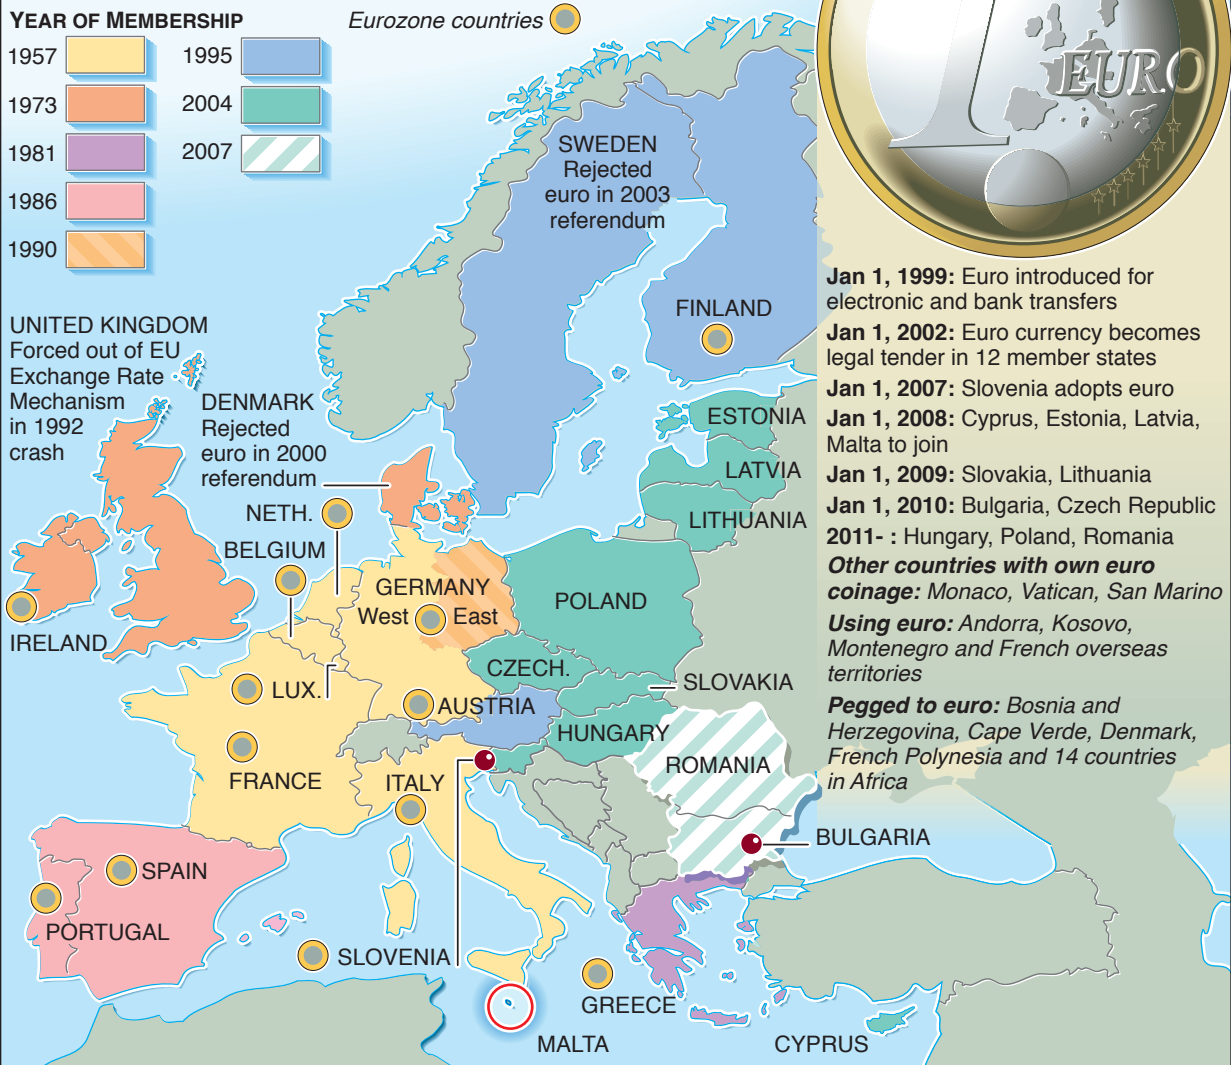 YEAR OF MEMBERSHIP
1957
1973
1981
1986
1990
1995
2004
2007
Eurozone countries
1 EURO
SWEDEN
Rejected
euro in 2003
referendum
FINLAND
UNITED KINGDOM
Forced out of EU
Exchange Rate
Mechanism
in 1992
crash
DENMARK
Rejected
euro in 2000
referendum
ESTONIA
LATVIA
LITHUANIA
NETH.
BELGIUM
IRELAND
GERMANY
West East
POLAND
LUX.
CZECH.
SLOVAKIA
AUSTRIA
HUNGARY
FRANCE
ITALY
ROMANIA
BULGARIA
SPAIN
PORTUGAL
SLOVENIA
GREECE
MALTA
CYPRUS
Jan 1, 1999: Euro introduced for
electronic and bank transfers
Jan 1, 2002: Euro currency becomes
legal tender in 12 member states
Jan 1, 2007: Slovenia adopts euro
Jan 1, 2008: Cyprus, Estonia, Latvia,
Malta to join
Jan 1, 2009: Slovakia, Lithuania
Jan 1, 2010: Bulgaria, Czech Republic
2011- : Hungary, Poland, Romania
Other countries with own euro
coinage: Monaco, Vatican, San Marino
Using euro: Andorra, Kosovo,
Montenegro and French overseas
territories
Pegged to euro: Bosnia and
Herzegovina, Cape Verde, Denmark,
French Polynesia and 14 countries
in Africa